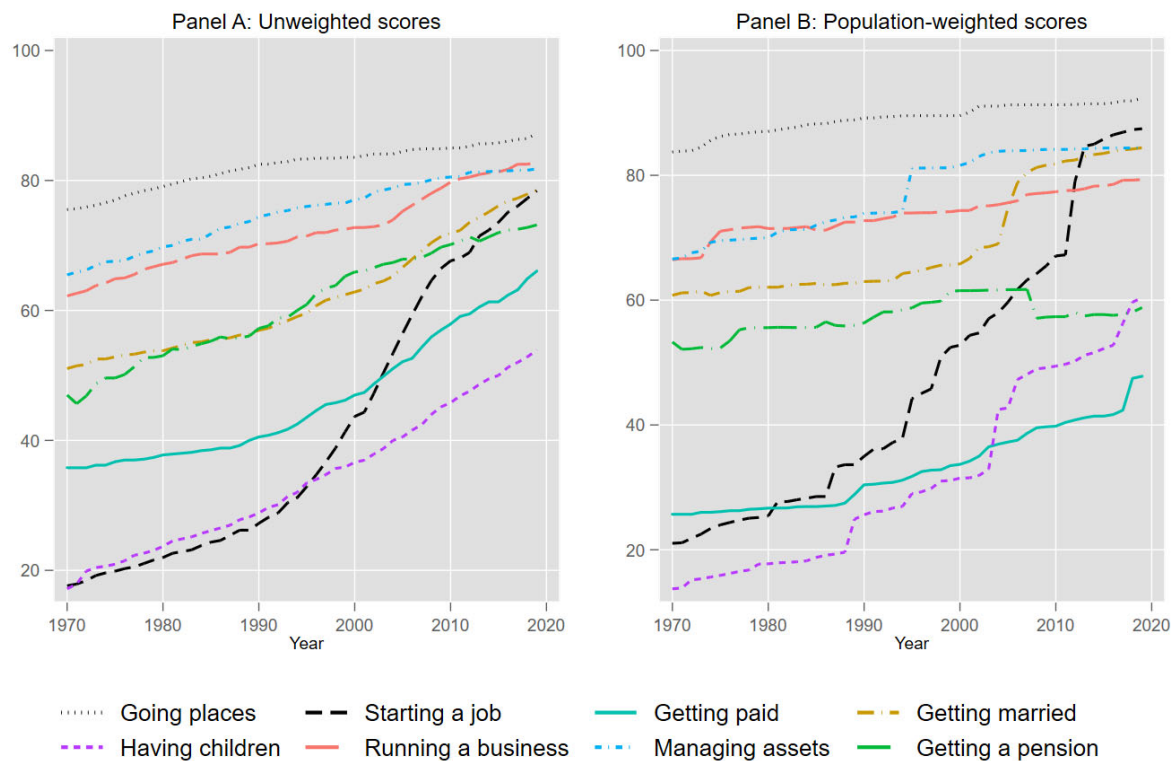 Panel A: Unweighted scores
100
80
60
40
20
1970 1980 1990 2000 2010 2020
Year
Panel B: Population-weighted scores
100
80
60
40
20
1970 1980 1990 2000 2010 2020
Year
Going places Starting a job Getting paid Getting married
Having children Running a business Managing assets Getting a pension